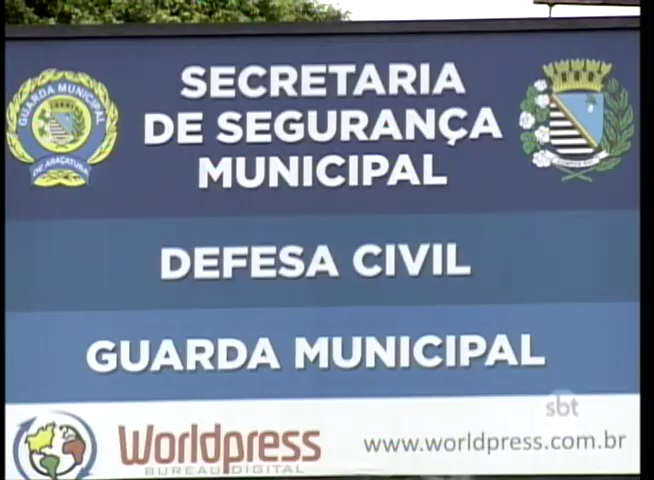 SECRETARIA
DE SEGURANÇA
MUNICIPAL
GUARDA MUNICIPAL
DE ARAÇATUBA
DEFESA CIVIL
GUARDA MUNICIPAL
sbt
Worldpress
BUREAU DIGITAL
www.worldpress.com.br